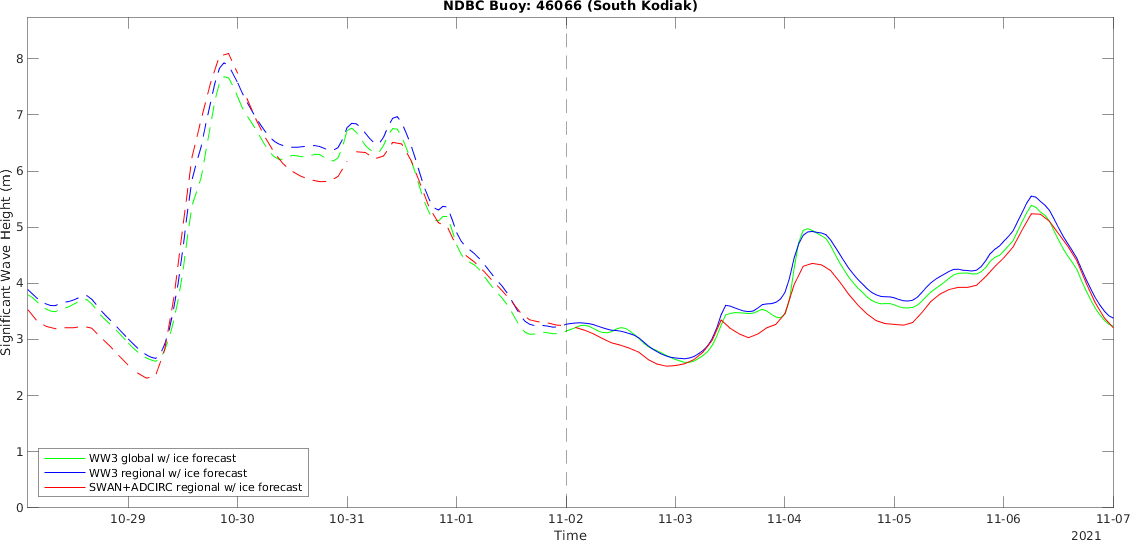 NDBC Buoy: 46066 (South Kodiak)
Significant Wave Height (m)
8
7
6
5
4
3
2
1
0
WW3 global w/ ice forecast
WW3 regional w/ ice forecast
SWAN+ADCIRC regional w/ ice forecast
10-29 10-30 10-31 11-01 11-02 11-03 11-04 11-05 11-06 11-07
Time
2021